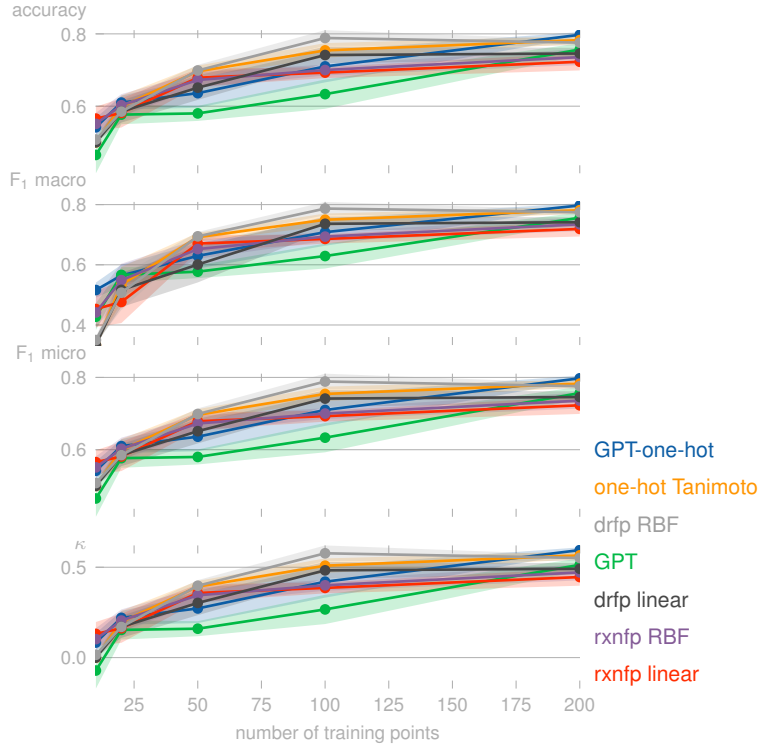 accuracy
0.8
0.6
F₁ macro
0.8
0.6
0.4
F₁ micro
0.8
0.6
κ
0.5
0.0
25 50 75 100 125 150 175 200
number of training points
GPT-one-hot
one-hot Tanimoto
drfp RBF
GPT
drfp linear
rxnfp RBF
rxnfp linear